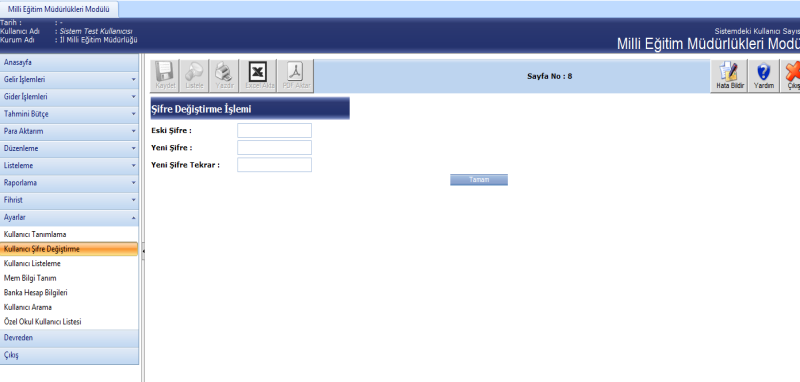 Milli Eğitim Müdürlükleri Modülü
Tarih : : -
Kullanıcı Adı : Sistem Test Kullanıcısı
Kurum Adı : İl Milli Eğitim Müdürlüğü
Sistemdeki Kullanıcı Sayıs
Milli Eğitim Müdürlükleri Modü
Anasayfa
Gelir İşlemleri
Gider İşlemleri
Tahmini Bütçe
Para Aktarım
Düzenleme
Listeleme
Raporlama
Fihrist
Ayarlar
Kullanıcı Tanımlama
Kullanıcı Şifre Değiştirme
Kullanıcı Listeleme
Mem Bilgi Tanım
Banka Hesap Bilgileri
Kullanıcı Arama
Özel Okul Kullanıcı Listesi
Devreden
Çıkış
Kaydet Listele Yazdır Excel Akta PDF Aktar
Sayfa No : 8
Hata Bildir Yardım Çıkış
Şifre Değiştirme İşlemi
Eski Şifre :
Yeni Şifre :
Yeni Şifre Tekrar :
Tamam